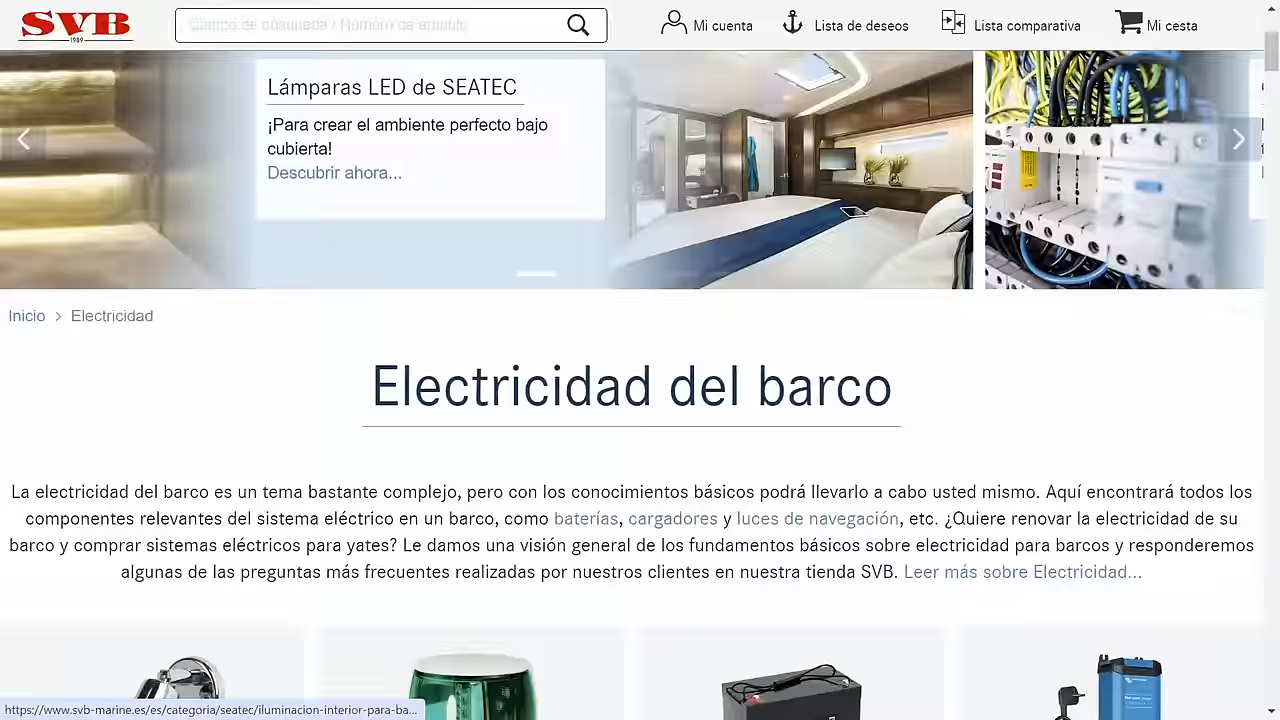 SVB
1989
Campo de búsqueda / Número de artículo
Mi cuenta
Lista de deseos
Lista comparativa
Mi cesta
Lámparas LED de SEATEC
¡Para crear el ambiente perfecto bajo
cubierta!
Descubrir ahora...
Inicio > Electricidad
Electricidad del barco
La electricidad del barco es un tema bastante complejo, pero con los conocimientos básicos podrá llevarlo a cabo usted mismo. Aquí encontrará todos los
componentes relevantes del sistema eléctrico en un barco, como baterías, cargadores y luces de navegación, etc. ¿Quiere renovar la electricidad de su
barco y comprar sistemas eléctricos para yates? Le damos una visión general de los fundamentos básicos sobre electricidad para barcos y responderemos
algunas de las preguntas más frecuentes realizadas por nuestros clientes en nuestra tienda SVB. Leer más sobre Electricidad...
https://www.svb-marine.es/es/categoria/seatec/iluminacion-interior-para-ba...